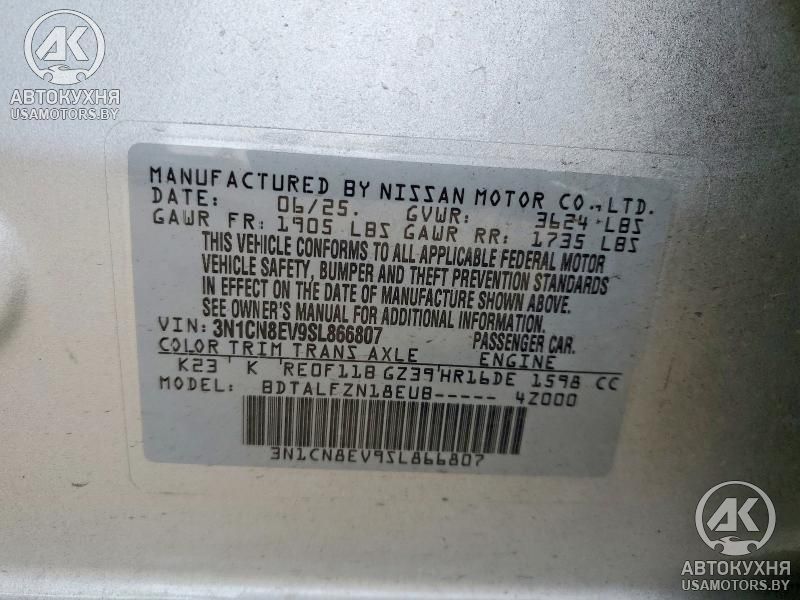 AK
АВТОКУХНЯ
USAMOTORS.BY
MANUFACTURED BY NISSAN MOTOR CO., LTD.
DATE: 06/25. GVWR: 3624 LBS
GAWR FR: 1905 LBS GAWR RR: 1735 LBS
THIS VEHICLE CONFORMS TO ALL APPLICABLE FEDERAL MOTOR
VEHICLE SAFETY, BUMPER AND THEFT PREVENTION STANDARDS
IN EFFECT ON THE DATE OF MANUFACTURE SHOWN ABOVE.
SEE OWNER'S MANUAL FOR MORE INFORMATION.
VIN: 3N1CN8EV9SL866807 PASSENGER CAR.
COLOR TRIM TRANS AXLE ENGINE
K23 K RE0F11B GZ39 HR16DE 1598 CC
MODEL: BDTALFZN18EUB----- 4Z000
3N1CN8EV9SL866807
AK
АВТОКУХНЯ
USAMOTORS.BY